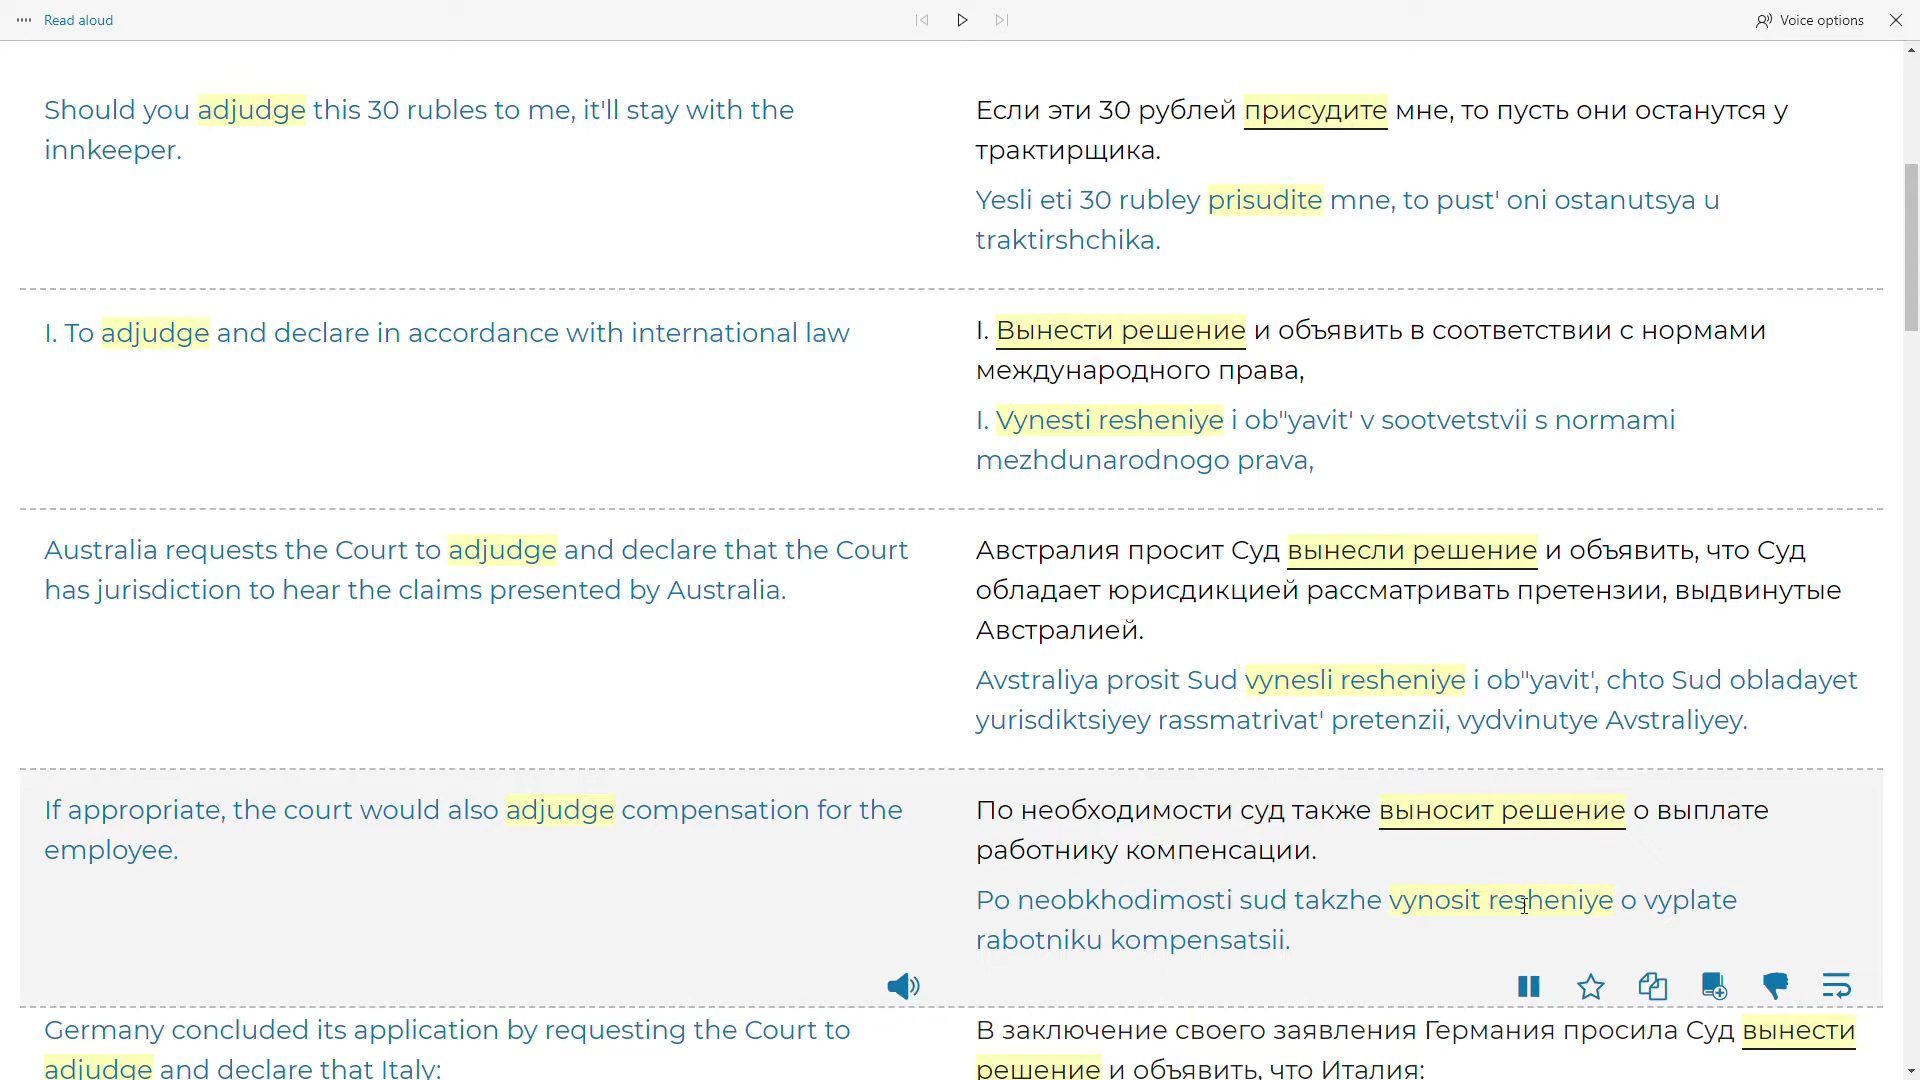 Read aloud
Voice options
Should you adjudge this 30 rubles to me, it'll stay with the
innkeeper.
Если эти 30 рублей присудите мне, то пусть они останутся у
трактирщика.
Yesli eti 30 rubley prisudite mne, to pust' oni ostanutsya u
traktirshchika.
I. To adjudge and declare in accordance with international law
I. Вынести решение и объявить в соответствии с нормами
международного права,
I. Vynesti resheniye i ob"yavit' v sootvetstvii s normami
mezhdunarodnogo prava,
Australia requests the Court to adjudge and declare that the Court
has jurisdiction to hear the claims presented by Australia.
Австралия просит Суд вынесли решение и объявить, что Суд
обладает юрисдикцией рассматривать претензии, выдвинутые
Австралией.
Avstraliya prosit Sud vynesli resheniye i ob"yavit', chto Sud obladayet
yurisdiktsiyey rassmatrivat' pretenzii, vydvinutye Avstraliyey.
If appropriate, the court would also adjudge compensation for the
employee.
По необходимости суд также выносит решение о выплате
работнику компенсации.
Po neobkhodimosti sud takzhe vynosit resheniye o vyplate
rabotniku kompensatsii.
Germany concluded its application by requesting the Court to
adjudge and declare that Italy:
В заключение своего заявления Германия просила Суд вынести
решение и объявить, что Италия: